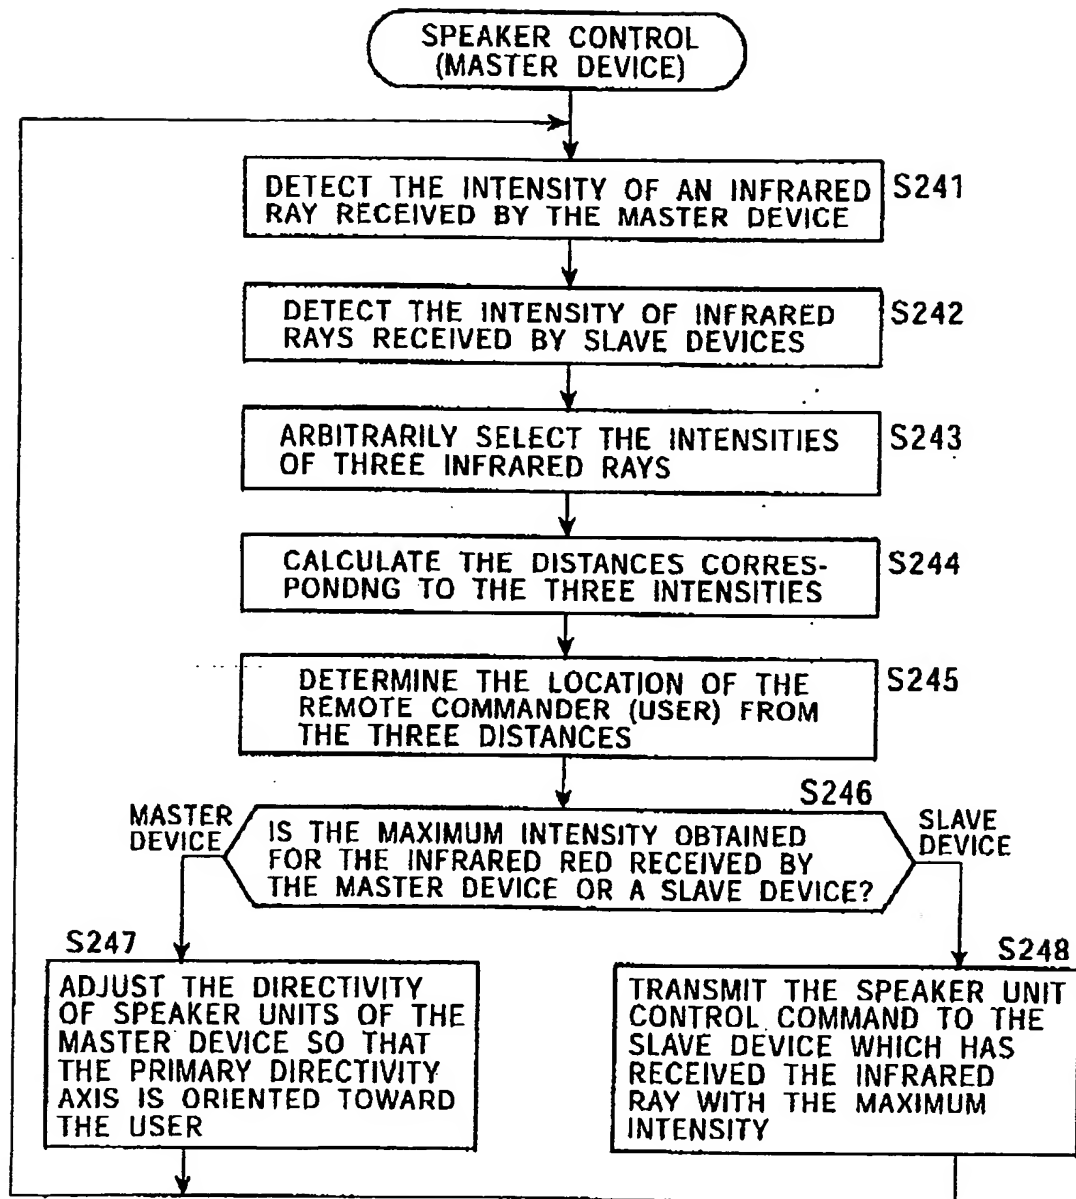 SPEAKER CONTROL
(MASTER DEVICE)
DETECT THE INTENSITY OF AN INFRARED
RAY RECEIVED BY THE MASTER DEVICE
S241
DETECT THE INTENSITY OF INFRARED
RAYS RECEIVED BY SLAVE DEVICES
S242
ARBITRARILY SELECT THE INTENSITIES
OF THREE INFRARED RAYS
S243
CALCULATE THE DISTANCES CORRES-
PONDNG TO THE THREE INTENSITIES
S244
DETERMINE THE LOCATION OF THE
REMOTE COMMANDER (USER) FROM
THE THREE DISTANCES
S245
S246
MASTER
DEVICE
IS THE MAXIMUM INTENSITY OBTAINED
FOR THE INFRARED RED RECEIVED BY
THE MASTER DEVICE OR A SLAVE DEVICE?
SLAVE
DEVICE
S247
ADJUST THE DIRECTIVITY
OF SPEAKER UNITS OF THE
MASTER DEVICE SO THAT
THE PRIMARY DIRECTIVITY
AXIS IS ORIENTED TOWARD
THE USER
S248
TRANSMIT THE SPEAKER UNIT
CONTROL COMMAND TO THE
SLAVE DEVICE WHICH HAS
RECEIVED THE INFRARED
RAY WITH THE MAXIMUM
INTENSITY